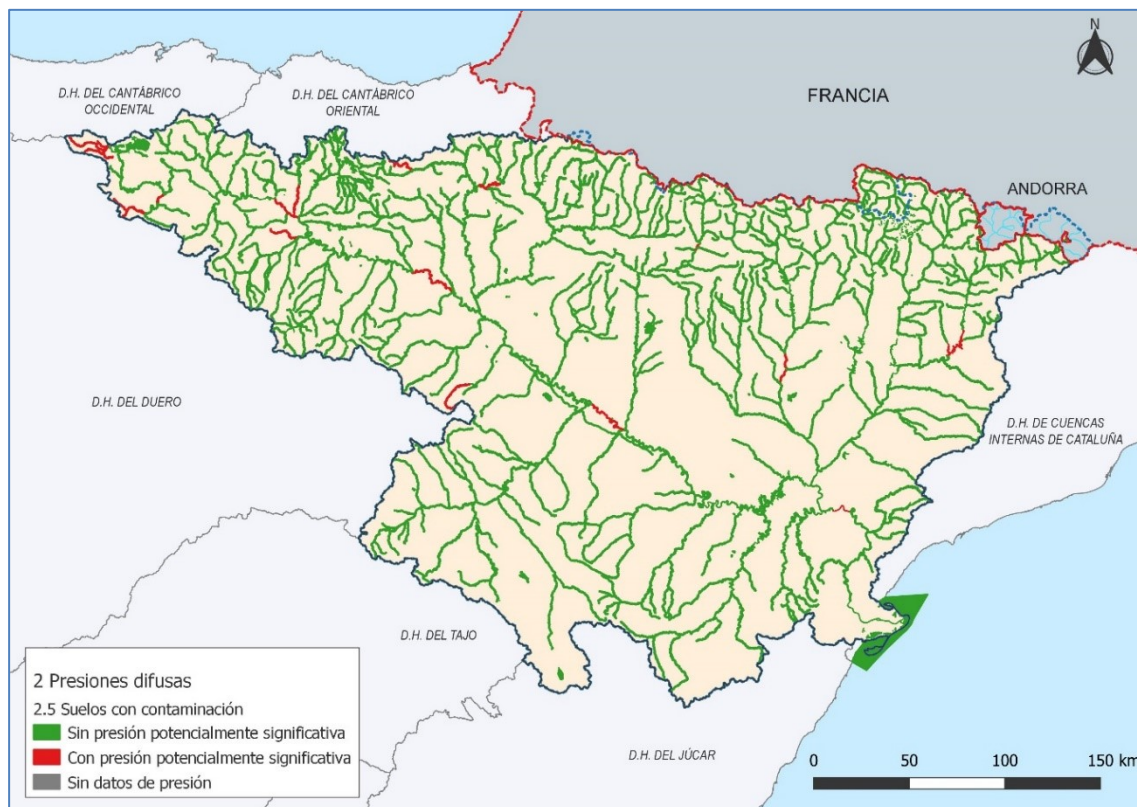 N
D.H. DEL CANTÀBRICO
OCCIDENTAL
D.H. DEL CANTÀBRICO
ORIENTAL
FRANCIA
ANDORRA
D.H. DEL DUERO
D.H. DE CUENCAS
INTERNAS DE CATALUÑA
D.H. DEL TAJO
D.H. DEL JÚCAR
2 Presiones difusas
2.5 Suelos con contaminación
Sin presión potencialmente significativa
Con presión potencialmente significativa
Sin datos de presión
0 50 100 150 km